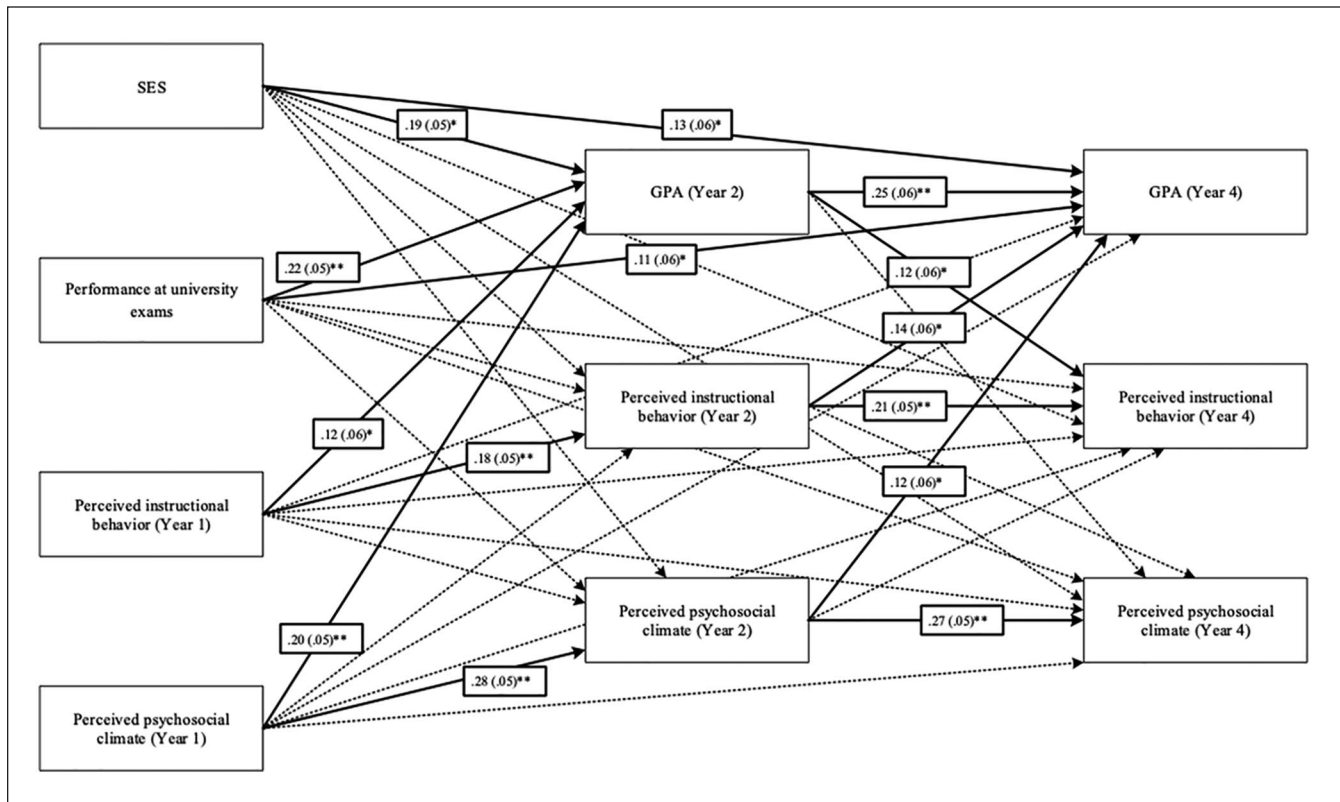 SES
.19 (.05)*
.13 (.06)*
GPA (Year 2)
.25 (.06)**
GPA (Year 4)
.22 (.05)**
.11 (.06)*
.12 (.06)*
Performance at university
exams
.14 (.06)*
Perceived instructional
behavior (Year 2)
.21 (.05)**
Perceived instructional
behavior (Year 4)
.12 (.06)*
.18 (.05)**
.12 (.06)*
Perceived instructional
behavior (Year 1)
Perceived psychosocial
climate (Year 2)
.27 (.05)**
Perceived psychosocial
climate (Year 4)
.20 (.05)**
.28 (.05)**
Perceived psychosocial
climate (Year 1)